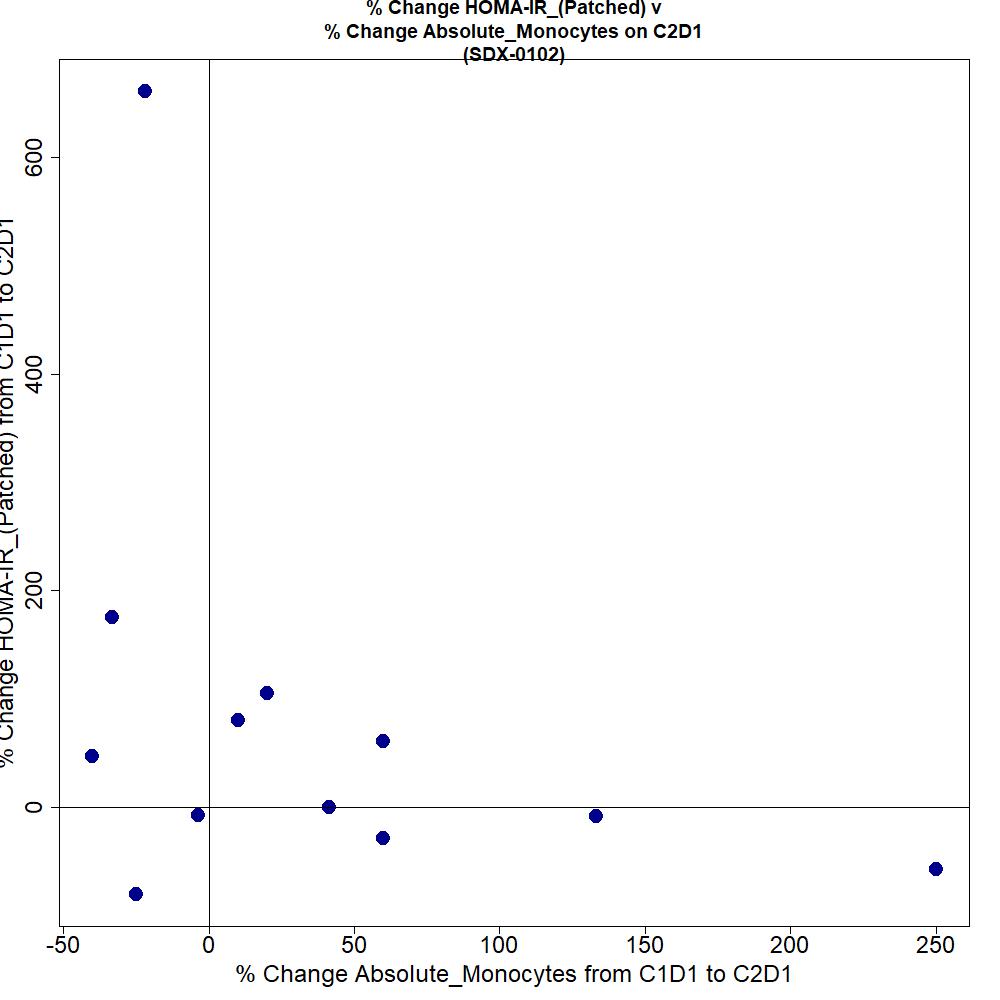 % Change HOMA-IR_(Patched) v
% Change Absolute_Monocytes on C2D1
(SDX-0102)
% Change HOMA-IR_(Patched) from C1D1 to C2D1
600
400
200
0
-50
0
50
100
150
200
250
% Change Absolute_Monocytes from C1D1 to C2D1